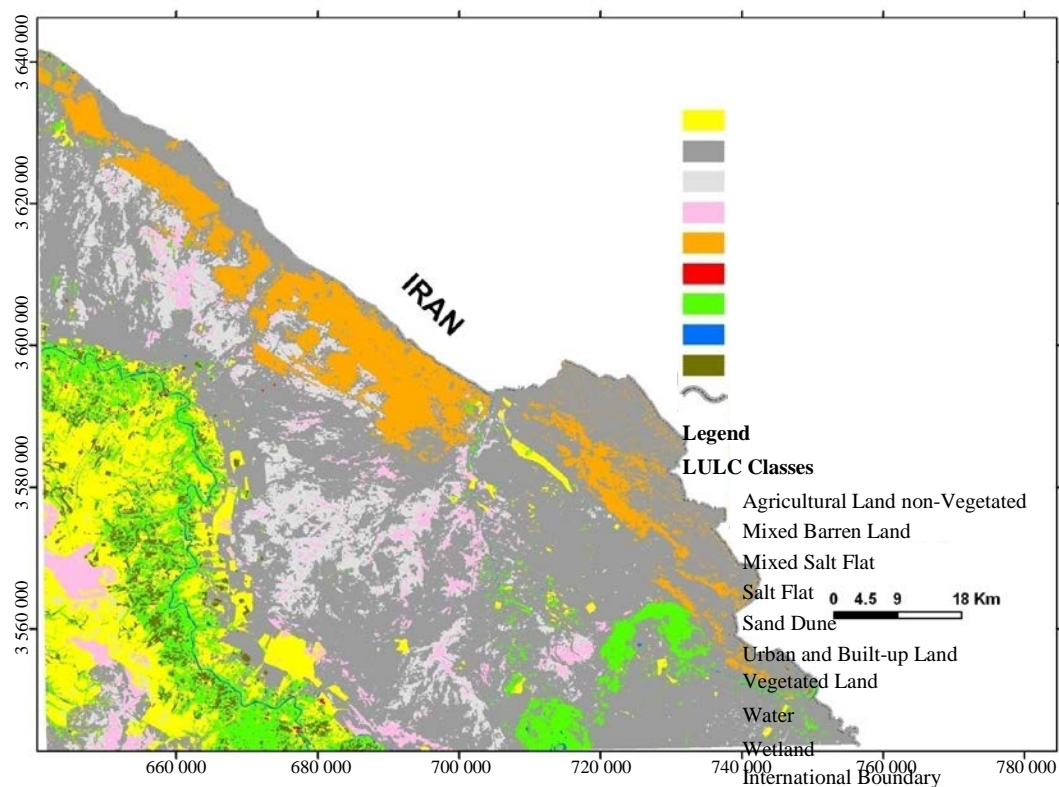 3 640 000
3 620 000
3 600 000
3 580 000
3 560 000
IRAN
Legend
LULC Classes
Agricultural Land non-Vegetated
Mixed Barren Land
Mixed Salt Flat
Salt Flat
0 4.5 9 18 Km
Sand Dune
Urban and Built-up Land
Vegetated Land
Water
Wetland
International Boundary
660 000 680 000 700 000 720 000 740 000 760 000 780 000